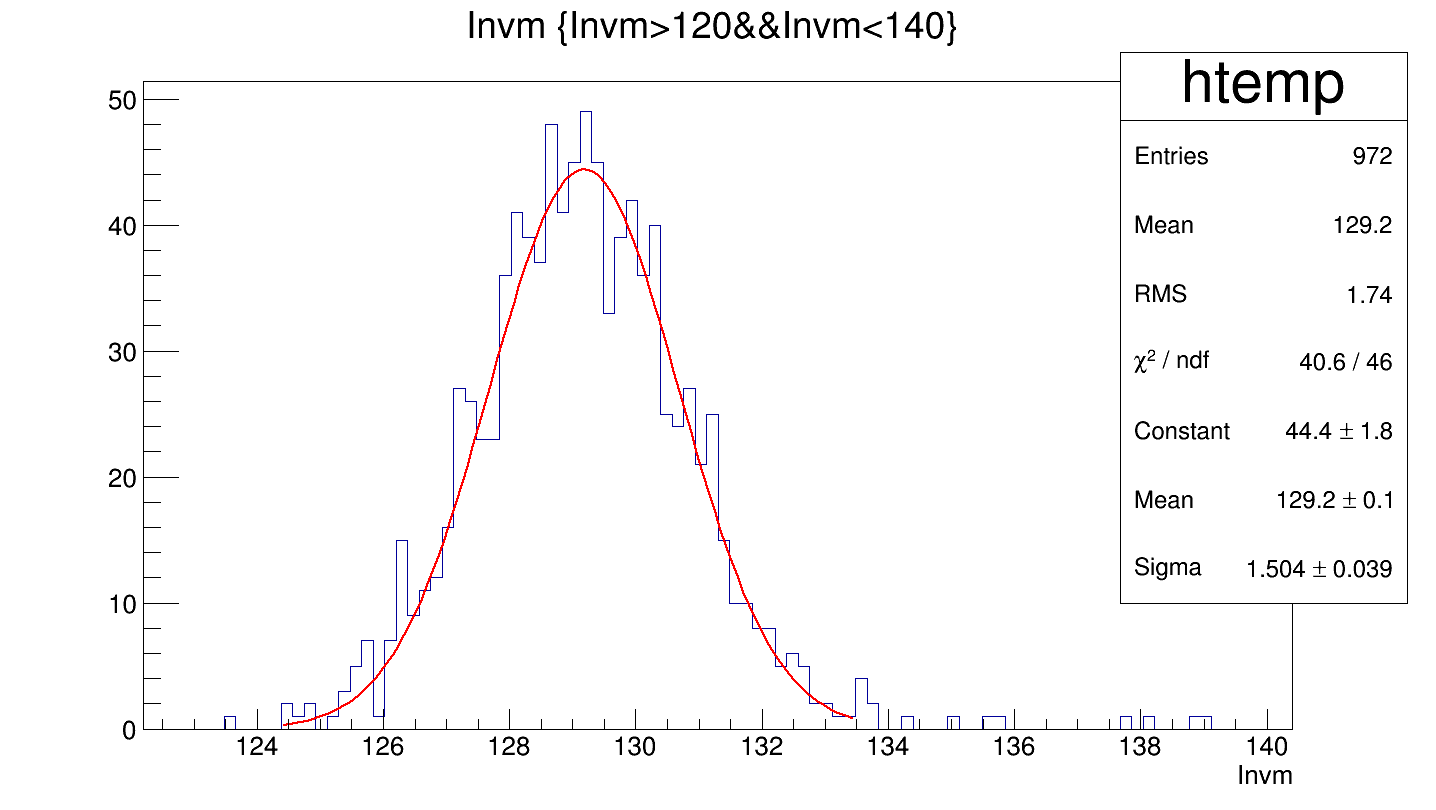 Invm {Invm>120&&Invm<140}
htemp
Entries 972
Mean 129.2
RMS 1.74
χ² / ndf 40.6 / 46
Constant 44.4 ± 1.8
Mean 129.2 ± 0.1
Sigma 1.504 ± 0.039
50
40
30
20
10
0
124 126 128 130 132 134 136 138 140
Invm